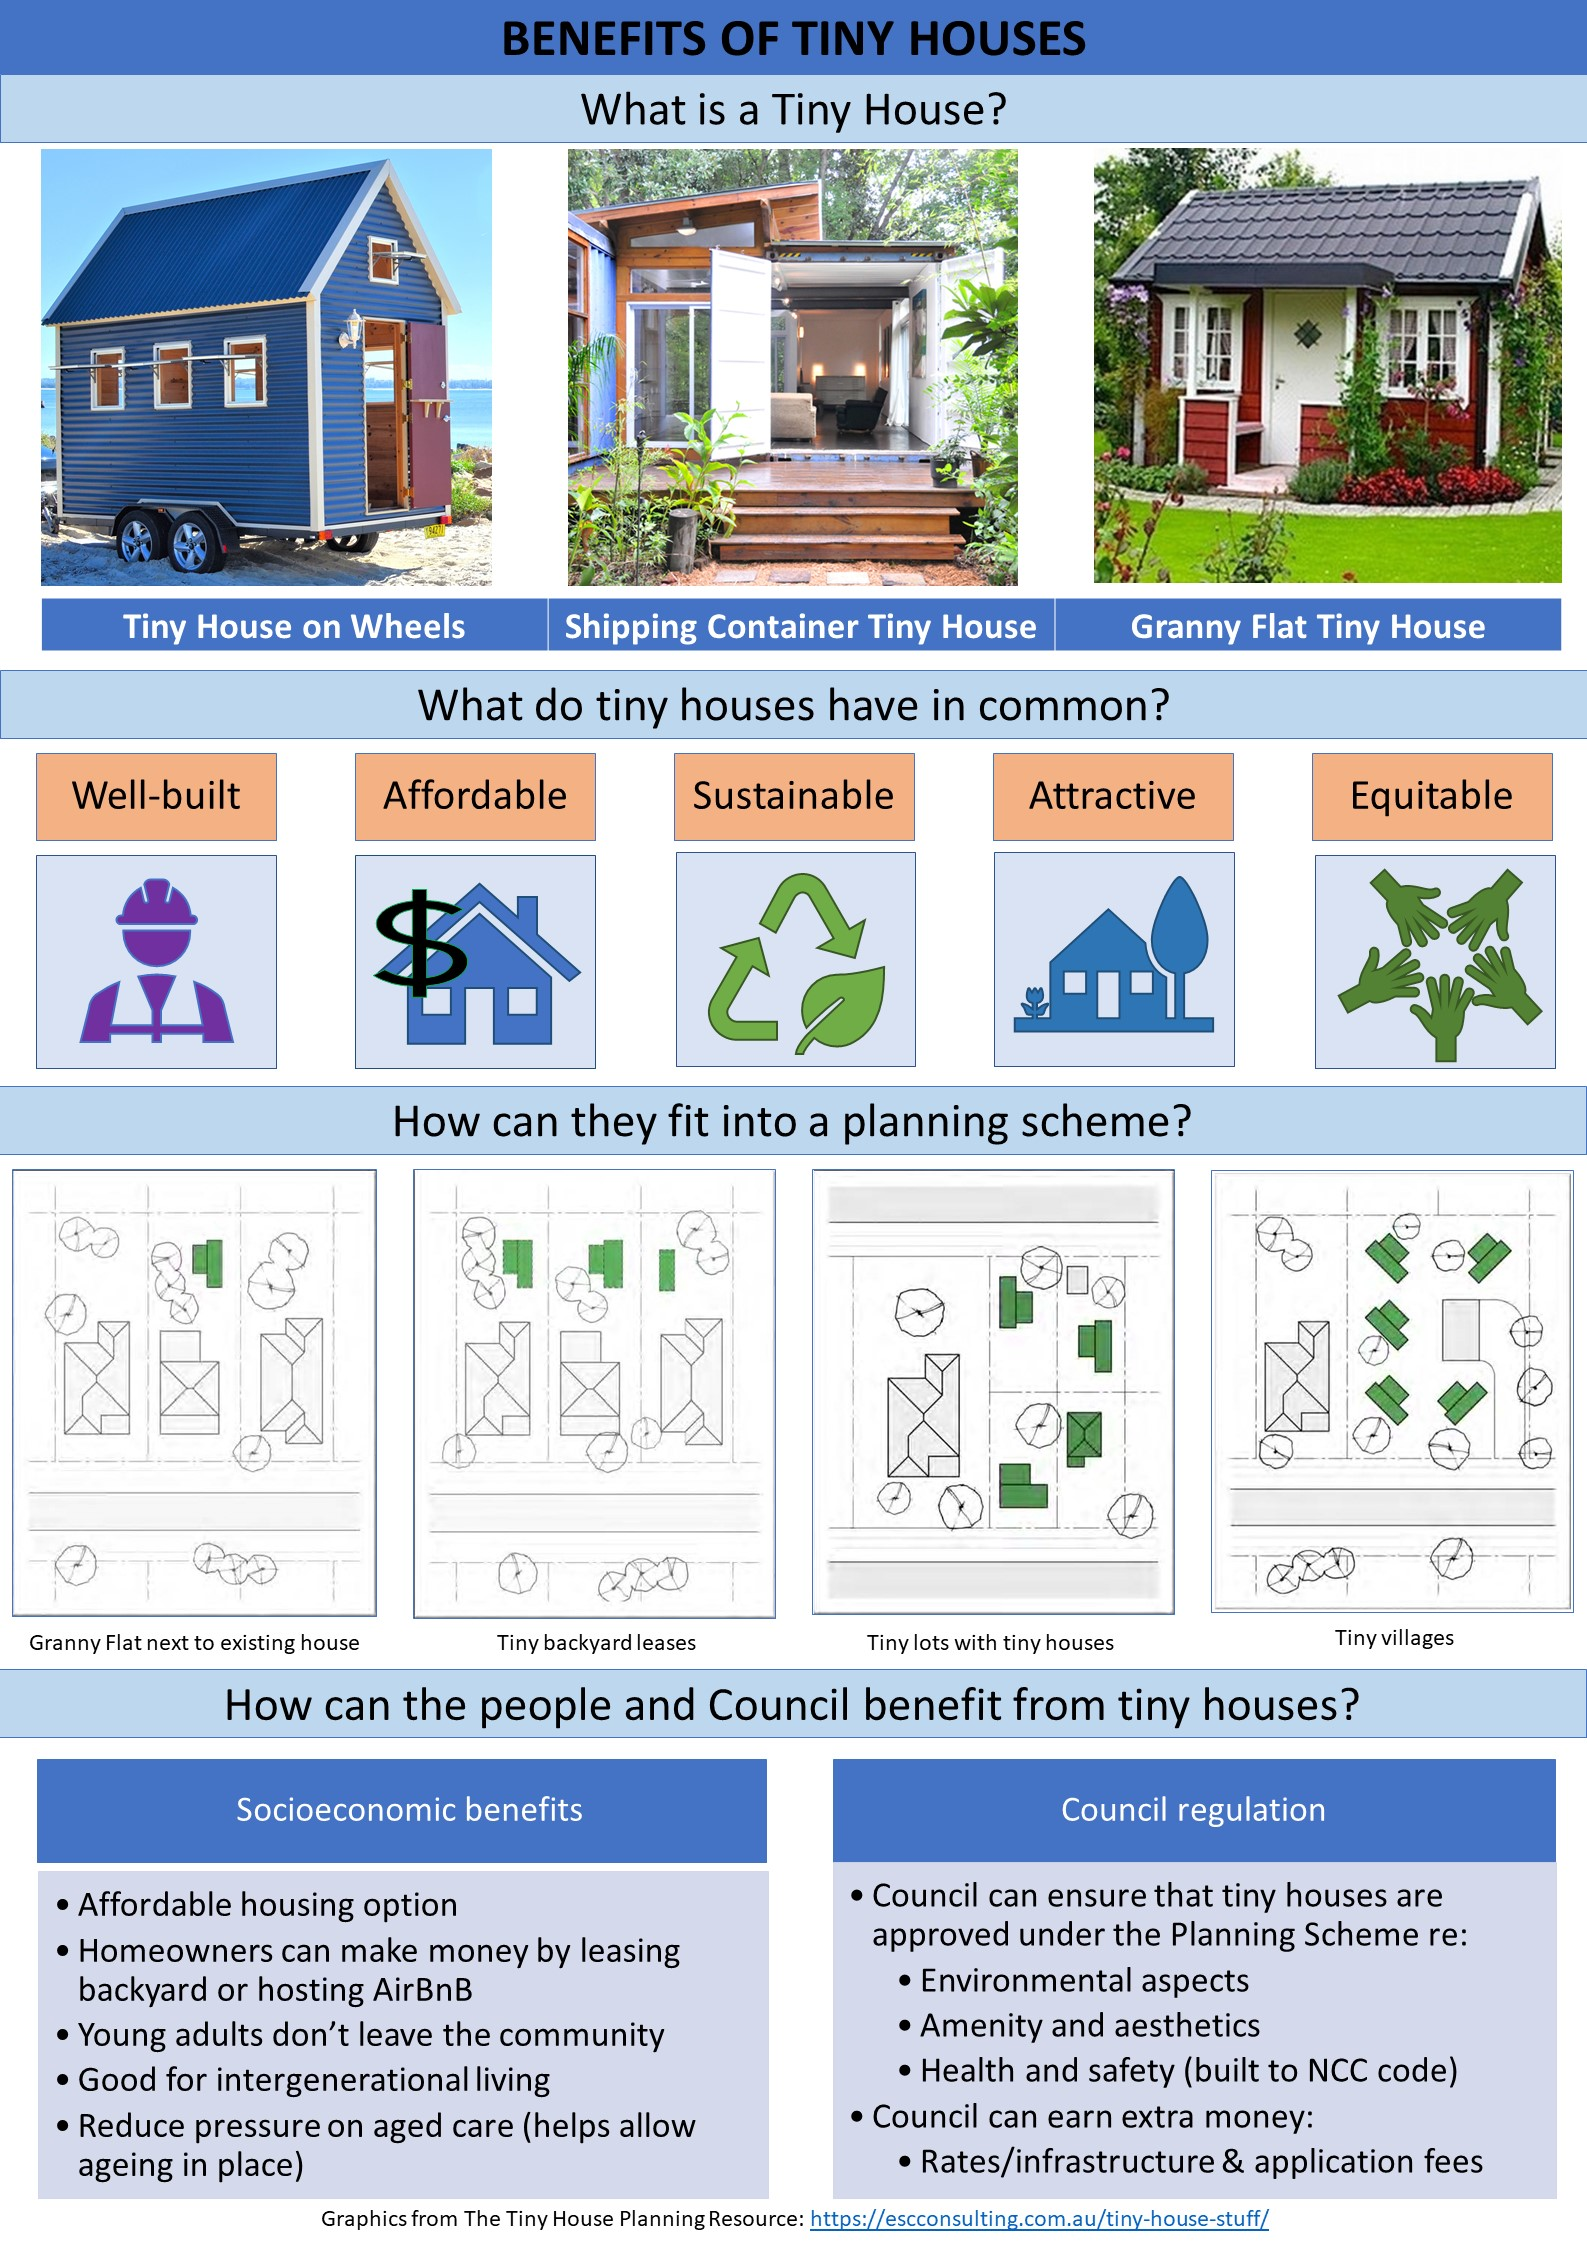 BENEFITS OF TINY HOUSES
What is a Tiny House?
Tiny House on Wheels
Shipping Container Tiny House
Granny Flat Tiny House
What do tiny houses have in common?
Well-built
Affordable
Sustainable
Attractive
Equitable
How can they fit into a planning scheme?
Granny Flat next to existing house
Tiny backyard leases
Tiny lots with tiny houses
Tiny villages
How can the people and Council benefit from tiny houses?
Socioeconomic benefits
• Affordable housing option
• Homeowners can make money by leasing
backyard or hosting AirBnB
• Young adults don’t leave the community
• Good for intergenerational living
• Reduce pressure on aged care (helps allow
ageing in place)
Council regulation
• Council can ensure that tiny houses are
approved under the Planning Scheme re:
• Environmental aspects
• Amenity and aesthetics
• Health and safety (built to NCC code)
• Council can earn extra money:
• Rates/infrastructure & application fees
Graphics from The Tiny House Planning Resource: https://escconsulting.com.au/tiny-house-stuff/